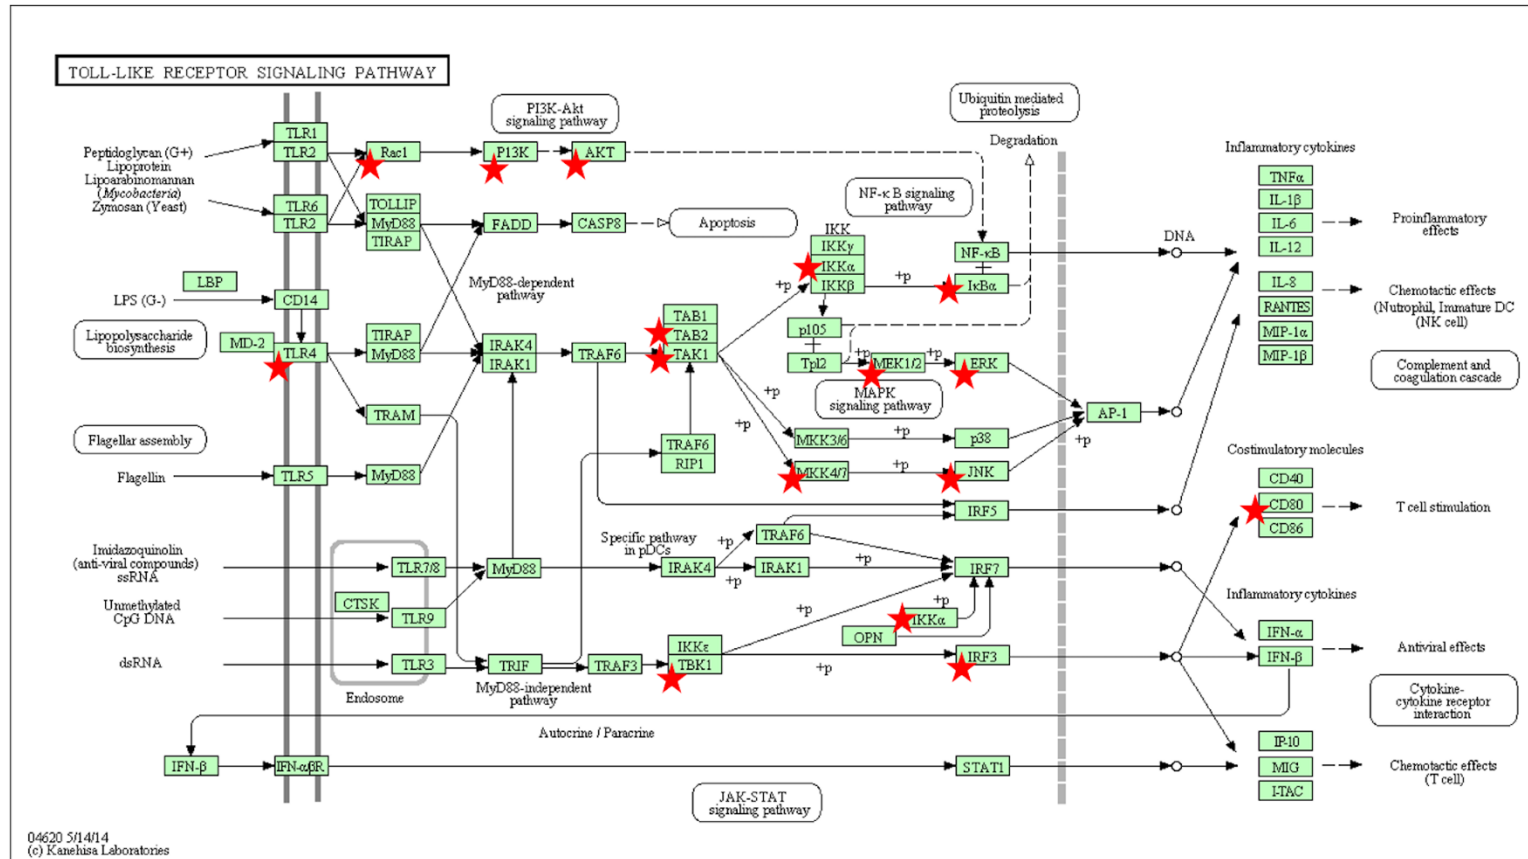 TOLL-LIKE RECEPTOR SIGNALING PATHWAY
PI3K-Akt
signaling pathway
Ubiquitin mediated
proteolysis
Degradation
Peptidoglycan (G+)
Lipoprotein
Lipoarabinomannan
(Mycobacteria)
Zymosan (Yeast)
TLR1
TLR2
Rac1
P13K
AKT
TLR6
TLR2
TOLLIP
MyD88
TIRAP
FADD
CASP8
Apoptosis
NF-κ B signaling
pathway
IKK
IKKγ
IKKα
IKKβ
+p
+p
NF-κB
IκBα
DNA
Inflammatory cytokines
TNFα
IL-1β
IL-6
IL-12
Proinflammatory
effects
IL-8
RANTES
MIP-1α
MIP-1β
Chemotactic effects
(Nutrophil, Immature DC
(NK cell)
Complement and
coagulation cascade
LBP
LPS (G-)
CD14
MyD88-dependent
pathway
Lipopolysaccharide
biosynthesis
MD-2
TLR4
TIRAP
MyD88
IRAK4
IRAK1
TRAF6
TAB1
TAB2
TAK1
p105
Tpl2
+p
MEK1/2
+p
ERK
MAPK
signaling pathway
TRAM
+p
+p
AP-1
+p
Flagellar assembly
TRAF6
RIP1
MKK3/6
+p
p38
Flagellin
TLR5
MyD88
MKK4/7
+p
JNK
Costimulatory molecules
CD40
CD80
CD86
T cell stimulation
IRF5
Imidazoquinolin
(anti-viral compounds)
ssRNA
TLR7/8
MyD88
Specific pathway
in pDCs
IRAK4
+p
+p
TRAF6
IRAK1
+p
IRF7
Unmethylated
CpG DNA
CTSK
TLR9
+p
+p
IKKα
OPN
Inflammatory cytokines
IFN-α
IFN-β
Antiviral effects
dsRNA
TLR3
TRIF
TRAF3
IKKε
TBK1
+p
IRF3
Endosome
MyD88-independent
pathway
Cytokine-
cytokine receptor
interaction
Autocrine / Paracrine
IFN-β
IFN-α/βR
STAT1
IP-10
MIG
I-TAC
Chemotactic effects
(T cell)
JAK-STAT
signaling pathway
04620 5/14/14
(c) Kanehisa Laboratories